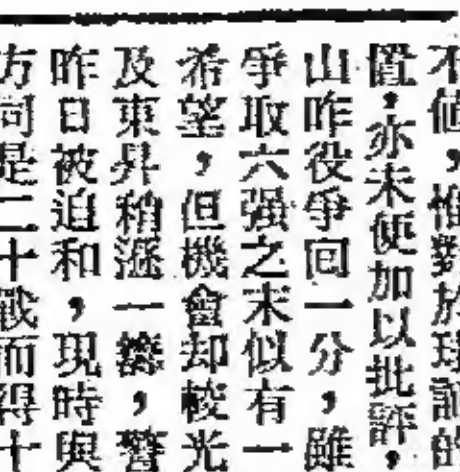 不值，惟對於球證的
置，亦未便加以批評，
山昨役爭回一分，雖
爭取六强之末似有一
希望，但機會却較光
及東昇稍遜一籌，警
昨日被迫和，現時與
方同是二十戰而得十